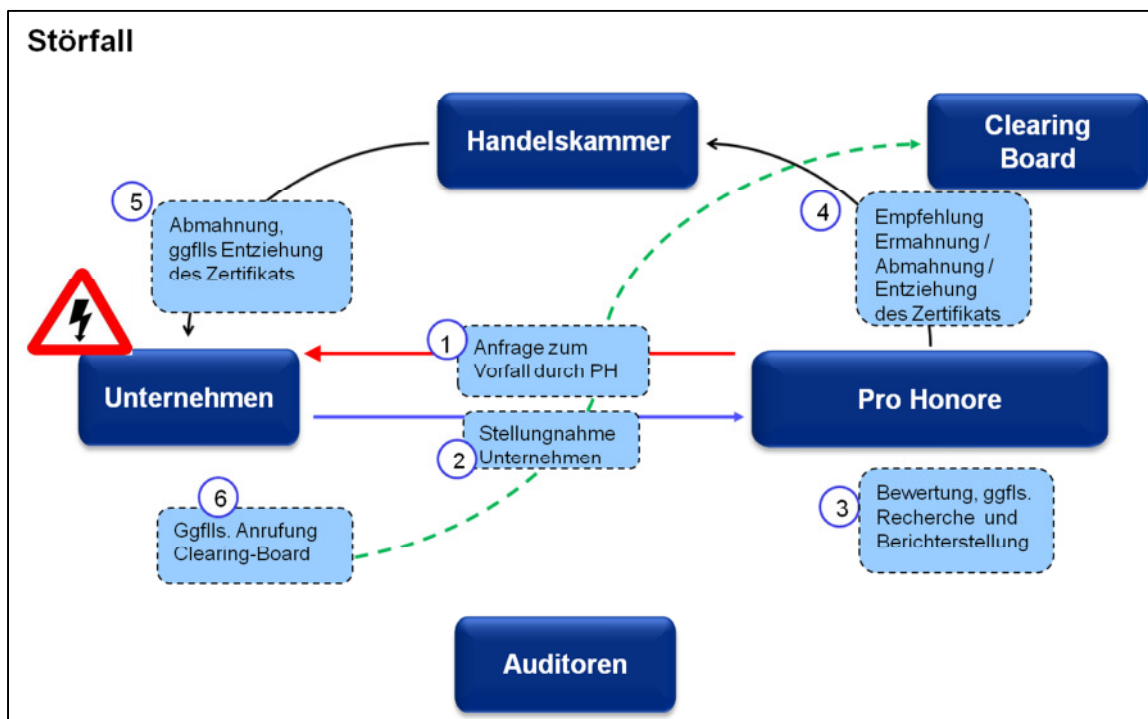 Störfall
Handelskammer
Clearing
Board
5
Abmahnung,
ggflls Entziehung
des Zertifikats
4
Empfehlung
Ermahnung /
Abmahnung /
Entziehung
des Zertifikats
1
Anfrage zum
Vorfall durch PH
Unternehmen
Pro Honore
2
Stellungnahme
Unternehmen
6
Ggflls. Anrufung
Clearing-Board
3
Bewertung, ggfls.
Recherche und
Berichterstellung
Auditoren